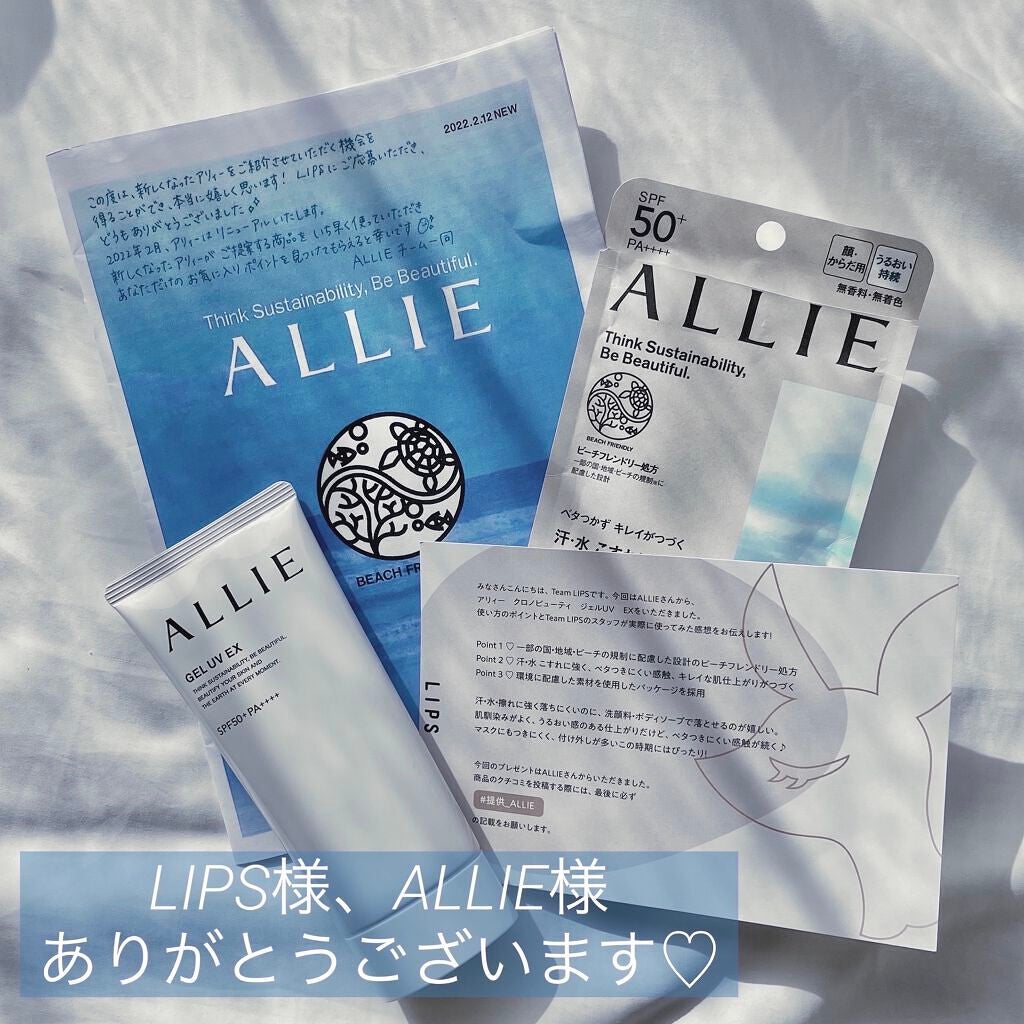 2022.2.12 NEW
この度は、新しくなったアリィーをご紹介させていただく機会を
得ることができ、本当に嬉しく思います！ LIPSにご応募いただき、
どうもありがとうございました
2022年2月、アリィーはリニューアルいたします。
新しくなったアリィーがご提案する商品をいち早く使っていただき
あなただけのお気に入りポイントを見つけてもらえると幸いです
ALLIE チーム一同
Think Sustainability, Be Beautiful.
ALLIE
BEACH FR
SPF
50+
PA++++
顔・
からだ用
うるおい
持続
無香料・無着色
ALLIE
Think Sustainability,
Be Beautiful.
BEACH FRIENDLY
ビーチフレンドリー処方
一部の国・地域・ビーチの規制※に
配慮した設計
ベタつかず キレイがつづく
汗・水
ALLIE
GEL UV EX
THINK SUSTAINABILITY, BE BEAUTIFUL.
BEAUTIFY YOUR SKIN AND
THE EARTH AT EVERY MOMENT.
SPF50+ PA++++
LIPS
みなさんこんにちは、Team LIPSです。今回はALLIEさんから、
アリィー クロノビューティ ジェルUV EXをいただきました。
使い方のポイントとTeam LIPSのスタッフが実際に使ってみた感想をお伝えします!
Point 1 ♡ 一部の国・地域・ビーチの規制に配慮した設計のビーチフレンドリー処方
Point 2 ♡ 汗・水 こすれに強く、ベタつきにくい感触、キレイな肌仕上がりがつづく
Point 3 ♡ 環境に配慮した素材を使用したパッケージを採用
汗・水・擦れに強く落ちにくいのに、洗顔料・ボディソープで落とせるのが嬉しい。
肌馴染みがよく、うるおい感のある仕上がりだけど、ベタつきにくい感触が続く♪
マスクにもつきにくく、付け外しが多いこの時期にはぴったり!
今回のプレゼントはALLIEさんからいただきました。
商品のクチコミを投稿する際には、最後に必ず
#提供_ALLIE
の記載をお願いします。
LIPS様、ALLIE様
ありがとうございます♡